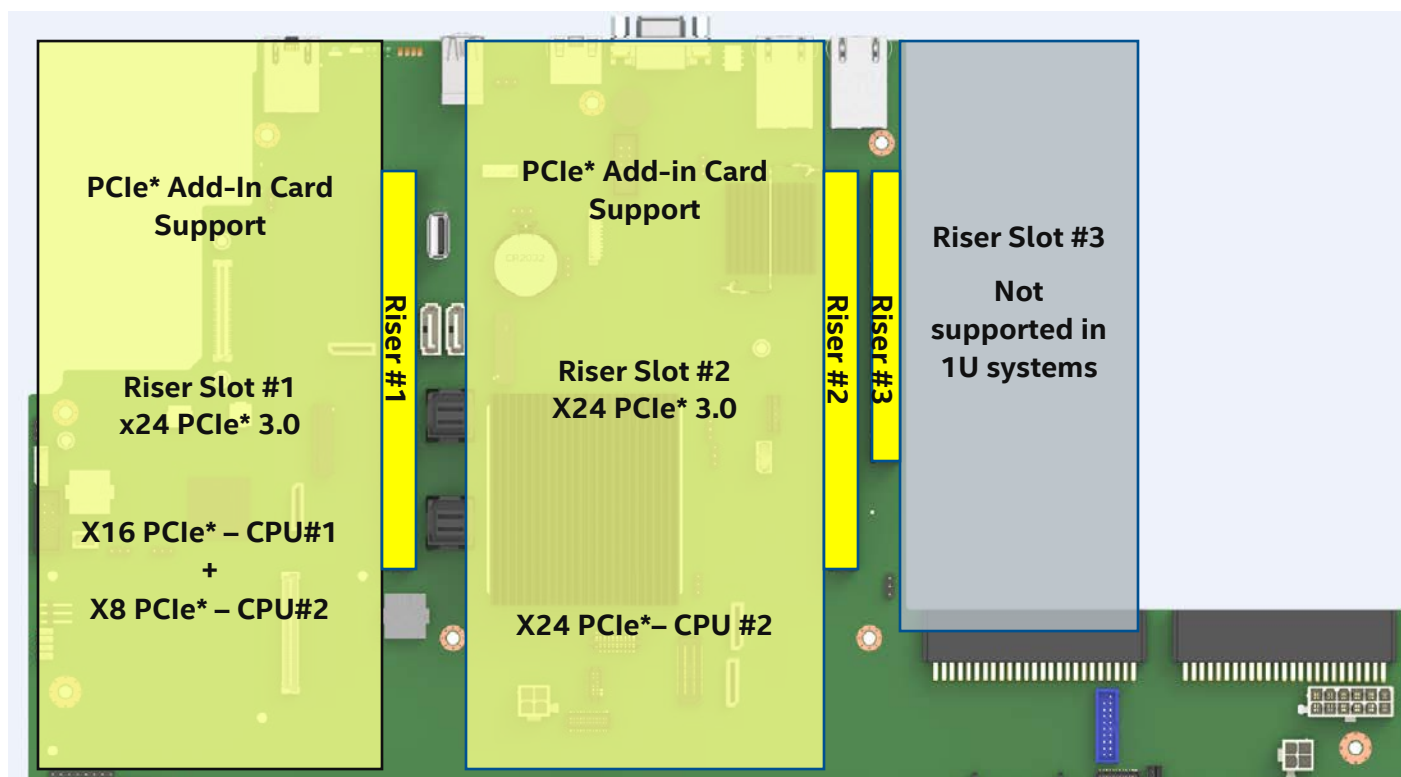 PCIe* Add-In Card
Support
Riser Slot #1
x24 PCIe* 3.0
X16 PCIe* – CPU#1
+
X8 PCIe* – CPU#2
Riser #1
PCIe* Add-in Card
Support
CR2032
Riser Slot #2
X24 PCIe* 3.0
X24 PCIe*– CPU #2
Riser #2
Riser #3
Riser Slot #3
Not
supported in
1U systems